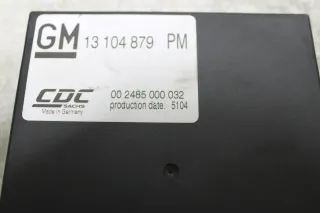 GM 13 104 879 PM
CDC 00 2485 000 032
SACHS production date: 5104
Made in Germany